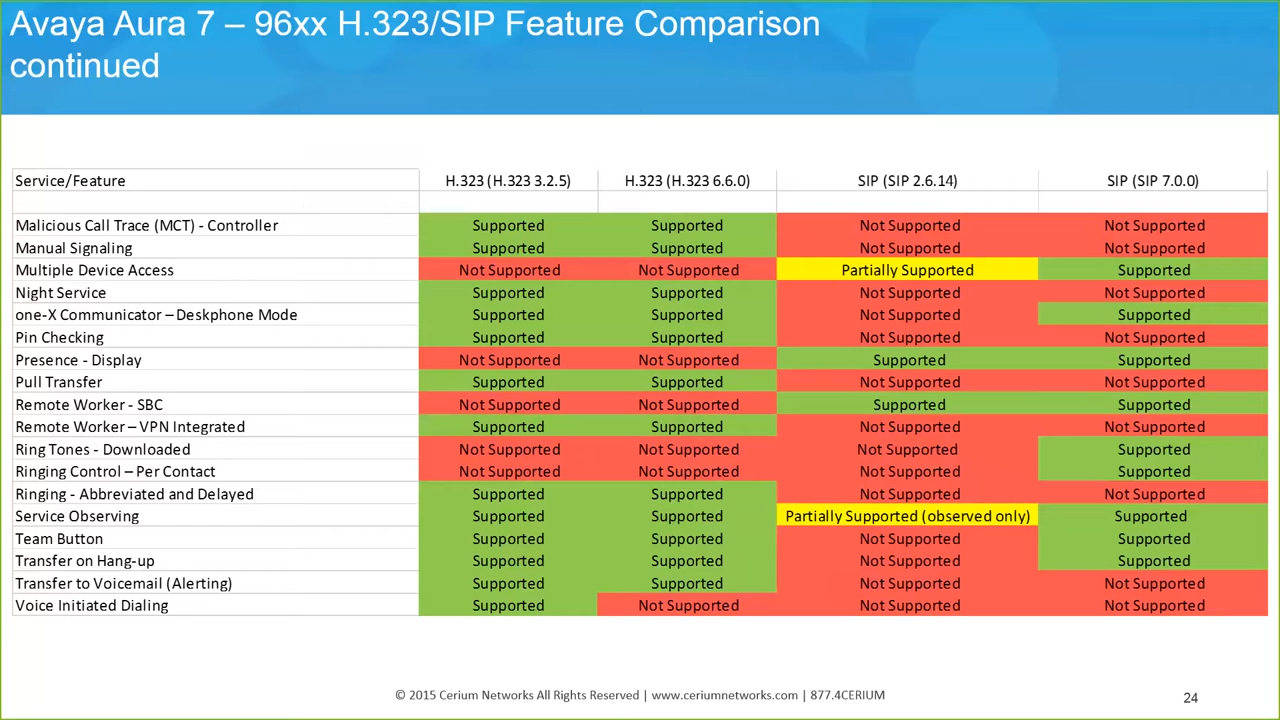 Avaya Aura 7 – 96xx H.323/SIP Feature Comparison
continued
Service/Feature H.323 (H.323 3.2.5) H.323 (H.323 6.6.0) SIP (SIP 2.6.14) SIP (SIP 7.0.0)
Malicious Call Trace (MCT) - Controller Supported Supported Not Supported Not Supported
Manual Signaling Supported Supported Not Supported Not Supported
Multiple Device Access Not Supported Not Supported Partially Supported Supported
Night Service Supported Supported Not Supported Not Supported
one-X Communicator – Deskphone Mode Supported Supported Not Supported Supported
Pin Checking Supported Supported Not Supported Not Supported
Presence - Display Not Supported Not Supported Supported Supported
Pull Transfer Supported Supported Not Supported Not Supported
Remote Worker - SBC Not Supported Not Supported Supported Supported
Remote Worker – VPN Integrated Supported Supported Not Supported Not Supported
Ring Tones - Downloaded Not Supported Not Supported Not Supported Supported
Ringing Control – Per Contact Not Supported Not Supported Not Supported Supported
Ringing - Abbreviated and Delayed Supported Supported Not Supported Not Supported
Service Observing Supported Supported Partially Supported (observed only) Supported
Team Button Supported Supported Not Supported Supported
Transfer on Hang-up Supported Supported Not Supported Supported
Transfer to Voicemail (Alerting) Supported Supported Not Supported Not Supported
Voice Initiated Dialing Supported Not Supported Not Supported Not Supported
© 2015 Cerium Networks All Rights Reserved | www.ceriumnetworks.com | 877.4CERIUM
24